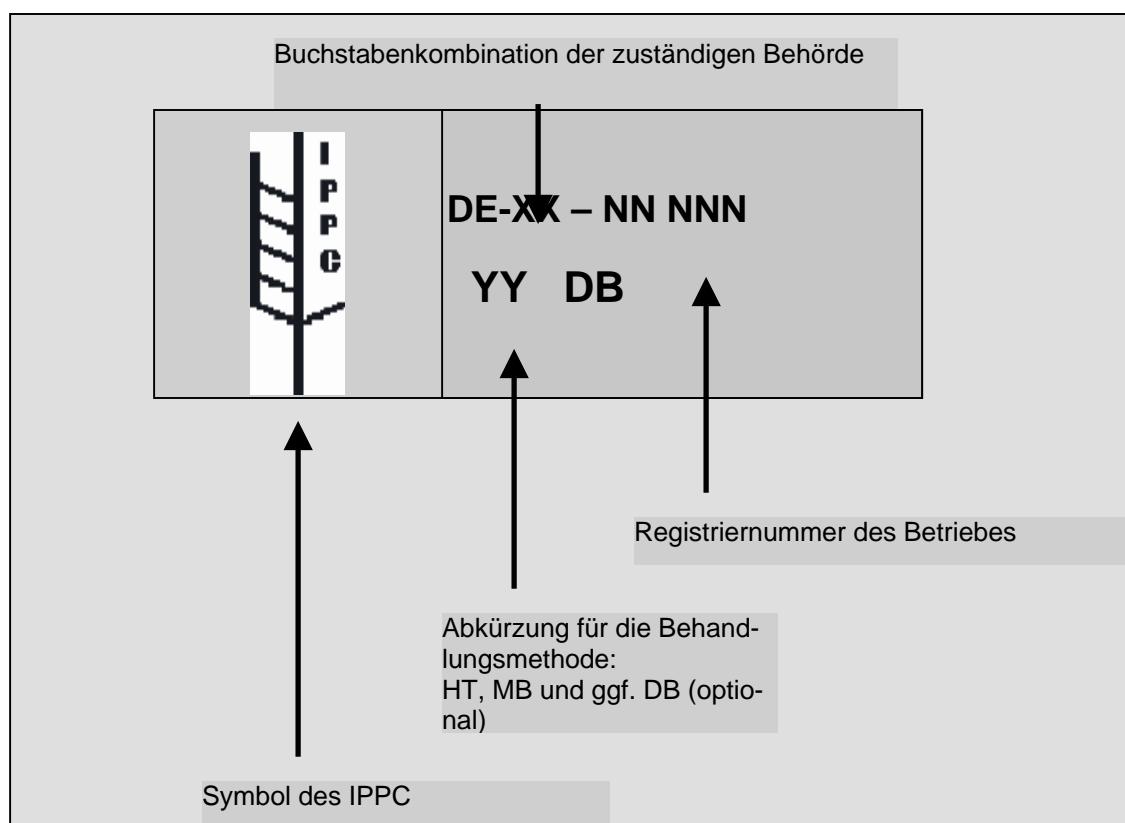 Buchstabenkombination der zuständigen Behörde
I
P
P
C
DE-XX – NN NNN
YY DB
Registriernummer des Betriebes
Abkürzung für die Behand-
lungsmethode:
HT, MB und ggf. DB (optio-
nal)
Symbol des IPPC